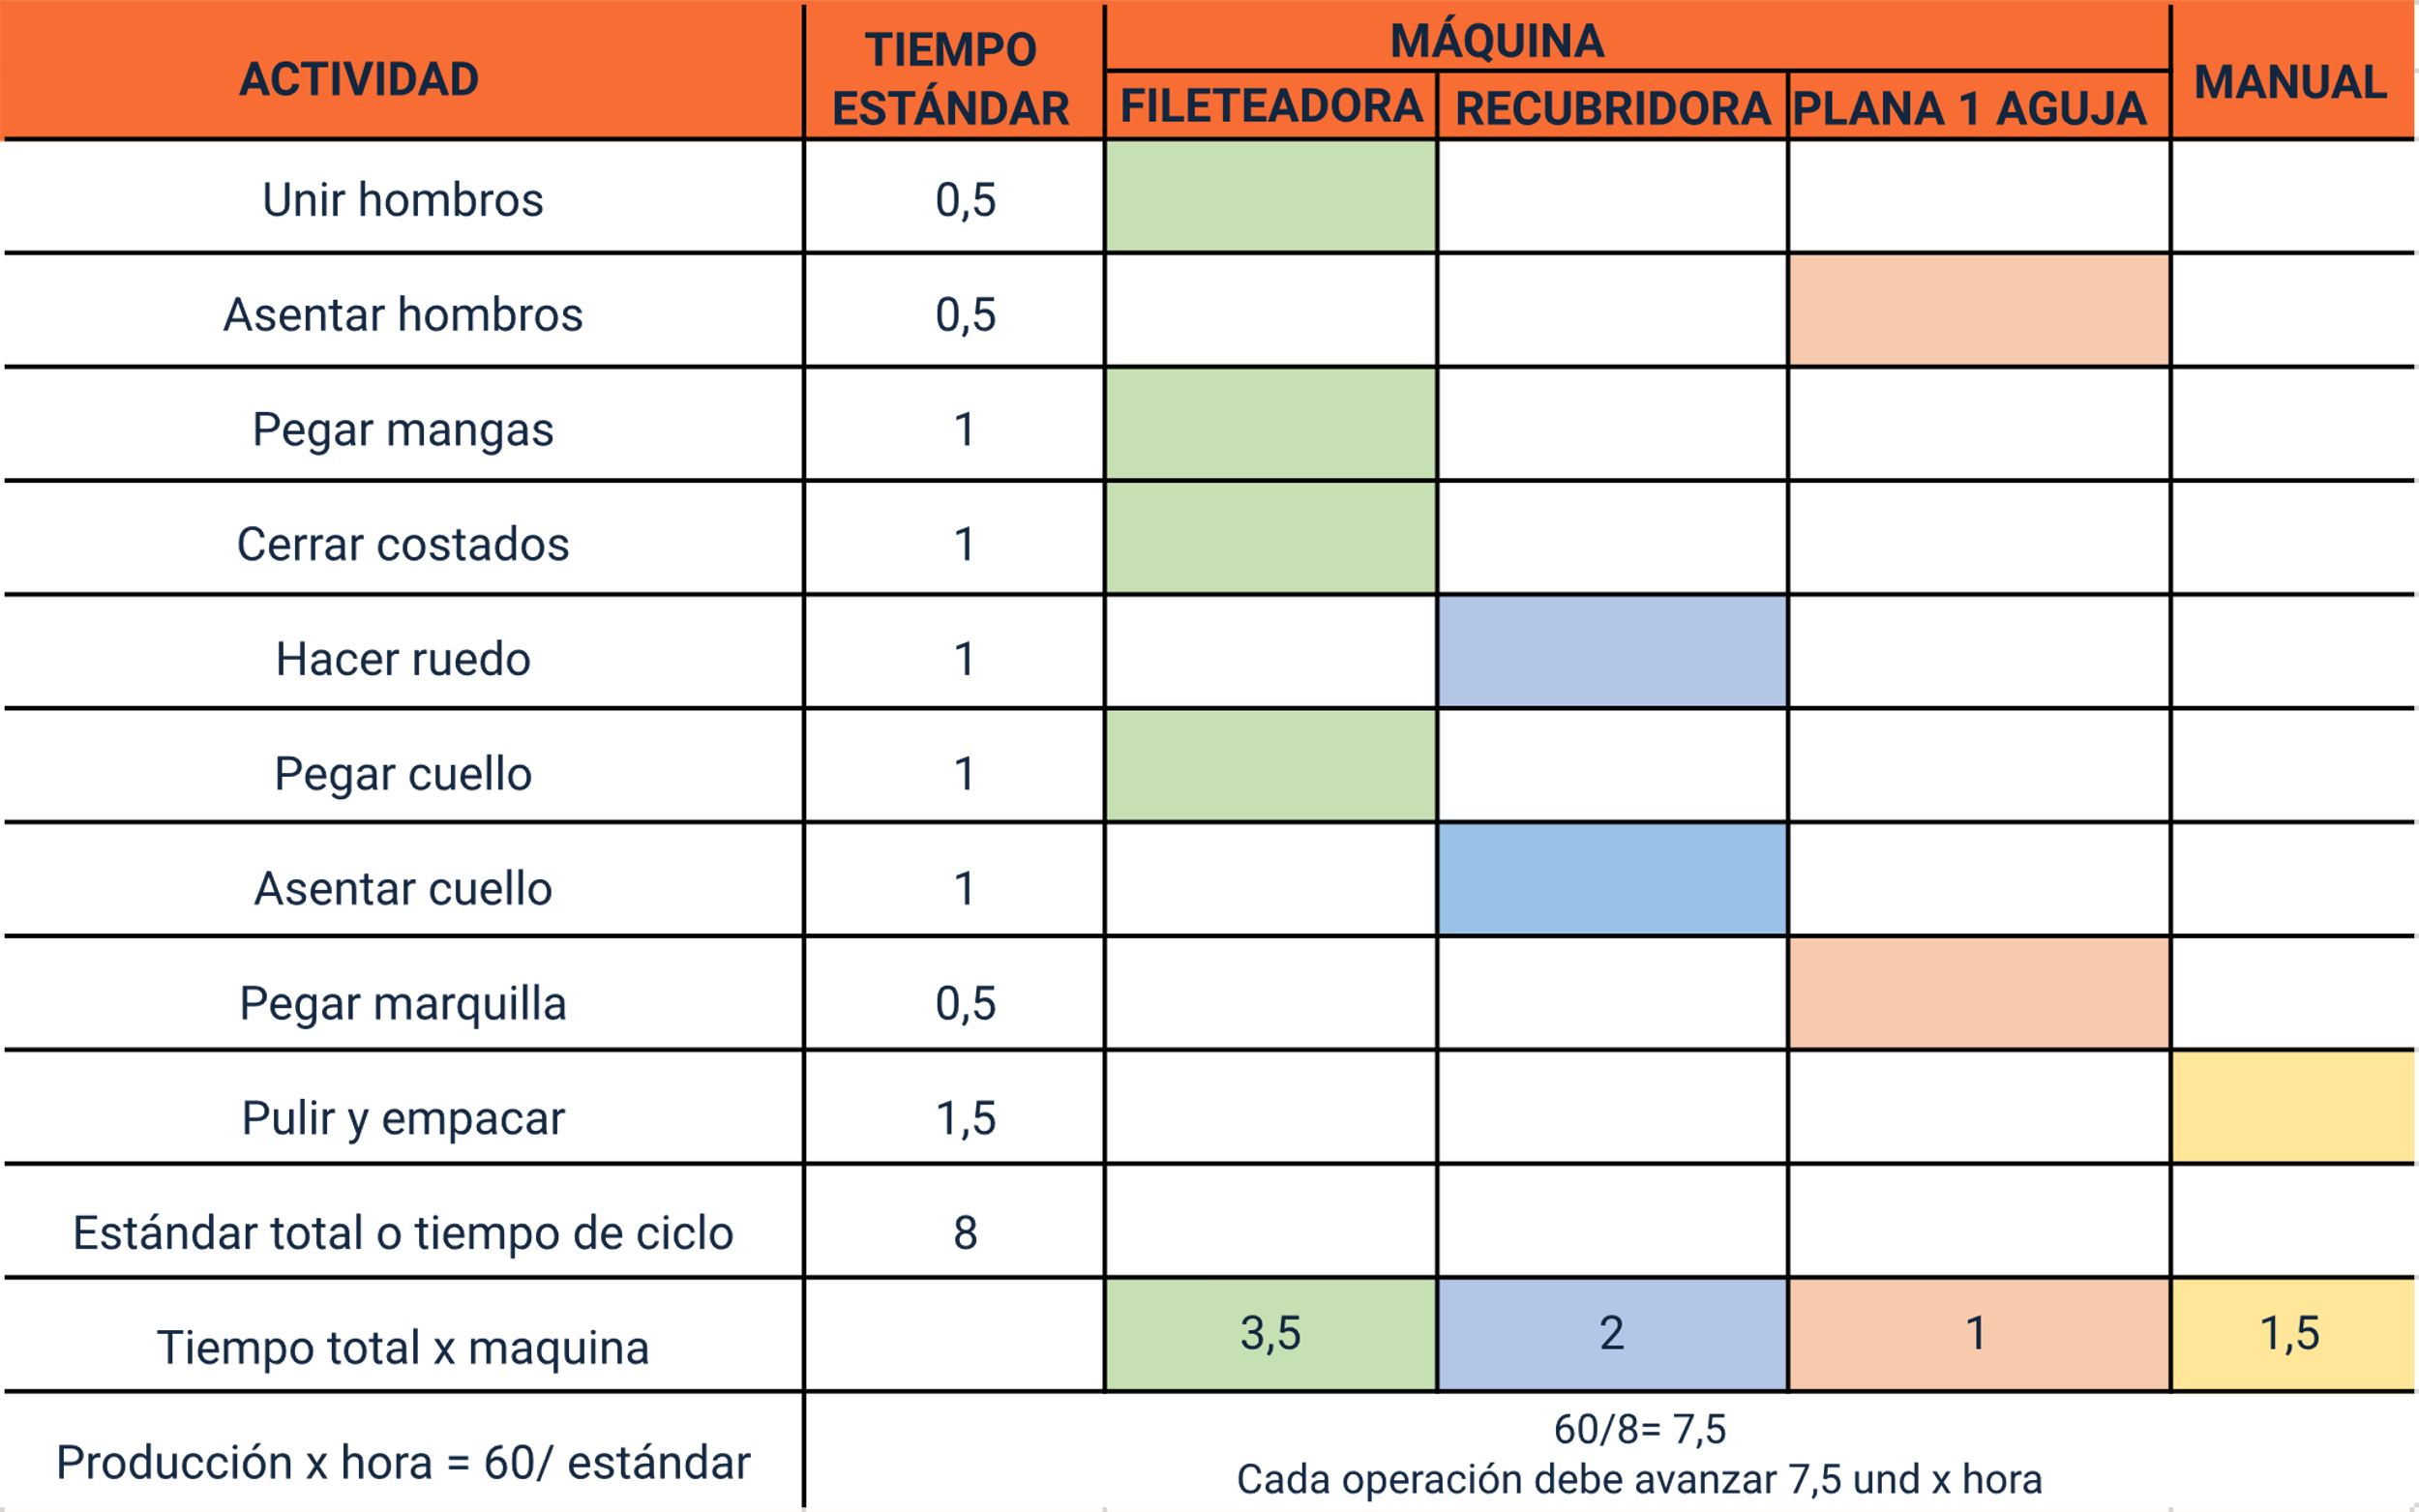 ACTIVIDAD
TIEMPO
ESTÁNDAR
MÁQUINA
FILETEADORA
RECUBRIDORA
PLANA 1 AGUJA
MANUAL
Unir hombros 0,5
Asentar hombros 0,5
Pegar mangas 1
Cerrar costados 1
Hacer ruedo 1
Pegar cuello 1
Asentar cuello 1
Pegar marquilla 0,5
Pulir y empacar 1,5
Estándar total o tiempo de ciclo 8
Tiempo total x maquina 3,5 2 1 1,5
Producción x hora = 60/ estándar
60/8= 7,5
Cada operación debe avanzar 7,5 und x hora